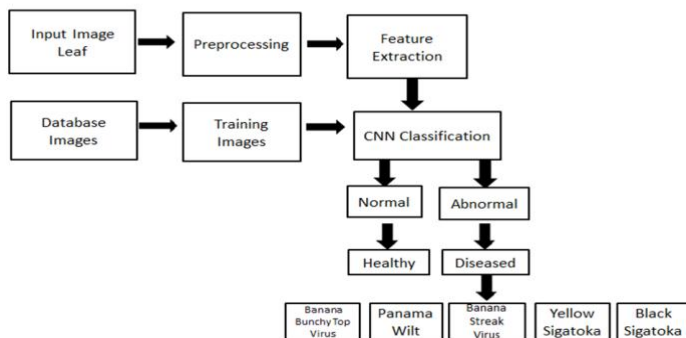 Input Image
Leaf
Preprocessing
Feature
Extraction
Database
Images
Training
Images
CNN Classification
Normal
Abnormal
Healthy
Diseased
Banana
Bunchy Top
Virus
Panama
Wilt
Banana
Streak
Virus
Yellow
Sigatoka
Black
Sigatoka